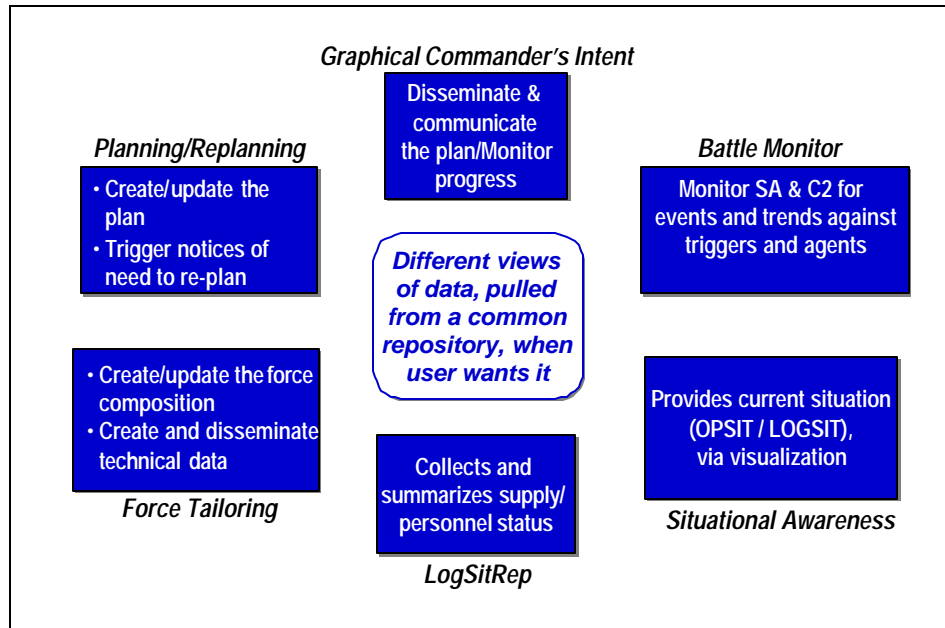 Graphical Commander's Intent
Disseminate &
communicate
the plan/Monitor
progress
Planning/Replanning
• Create/update the
plan
• Trigger notices of
need to re-plan
Battle Monitor
Monitor SA & C2 for
events and trends against
triggers and agents
Different views
of data, pulled
from a common
repository, when
user wants it
• Create/update the force
composition
• Create and disseminate
technical data
Force Tailoring
Collects and
summarizes supply/
personnel status
LogSitRep
Provides current situation
(OPSIT / LOGSIT),
via visualization
Situational Awareness